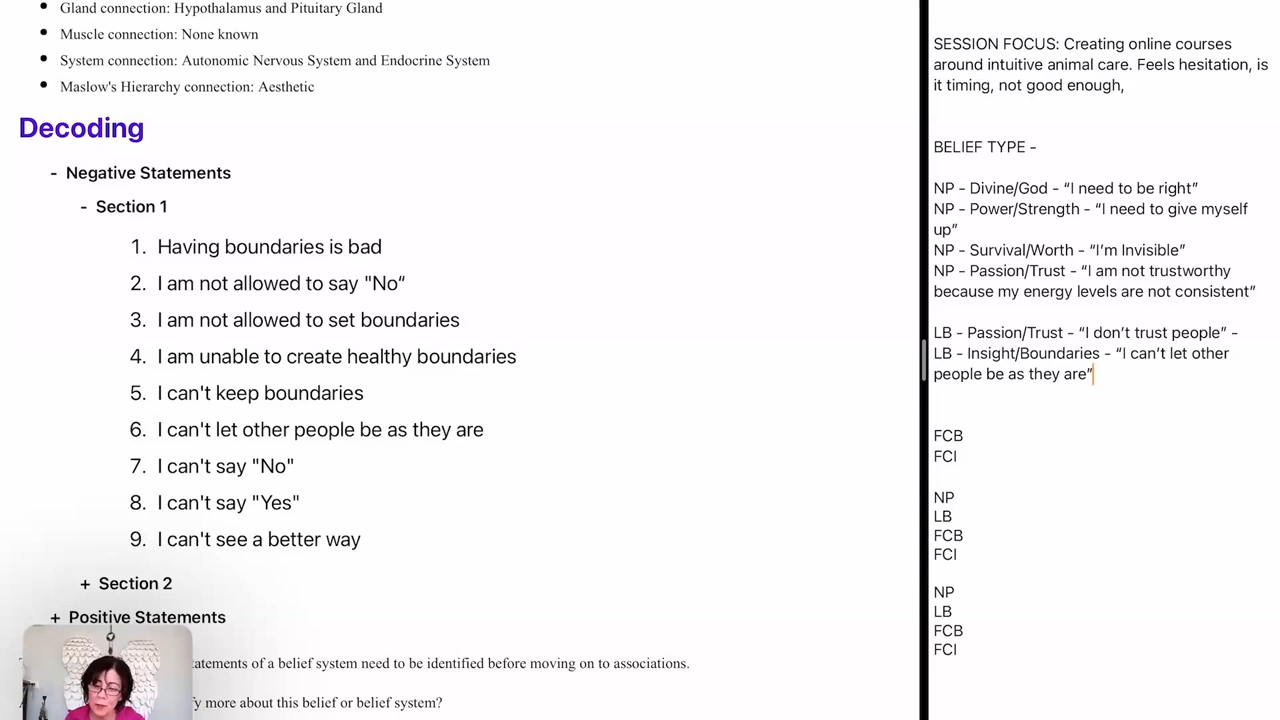 Gland connection: Hypothalamus and Pituitary Gland
Muscle connection: None known
System connection: Autonomic Nervous System and Endocrine System
Maslow's Hierarchy connection: Aesthetic
Decoding
- Negative Statements
- Section 1
1. Having boundaries is bad
2. I am not allowed to say "No“
3. I am not allowed to set boundaries
4. I am unable to create healthy boundaries
5. I can't keep boundaries
6. I can't let other people be as they are
7. I can't say "No"
8. I can't say "Yes"
9. I can't see a better way
+ Section 2
+ Positive Statements
atements of a belief system need to be identified before moving on to associations.
more about this belief or belief system?
SESSION FOCUS: Creating online courses
around intuitive animal care. Feels hesitation, is
it timing, not good enough,
BELIEF TYPE -
NP - Divine/God - “I need to be right”
NP - Power/Strength - “I need to give myself
up”
NP - Survival/Worth - “I’m Invisible”
NP - Passion/Trust - “I am not trustworthy
because my energy levels are not consistent”
LB - Passion/Trust - “I don’t trust people” -
LB - Insight/Boundaries - “I can’t let other
people be as they are”
FCB
FCI
NP
LB
FCB
FCI
NP
LB
FCB
FCI